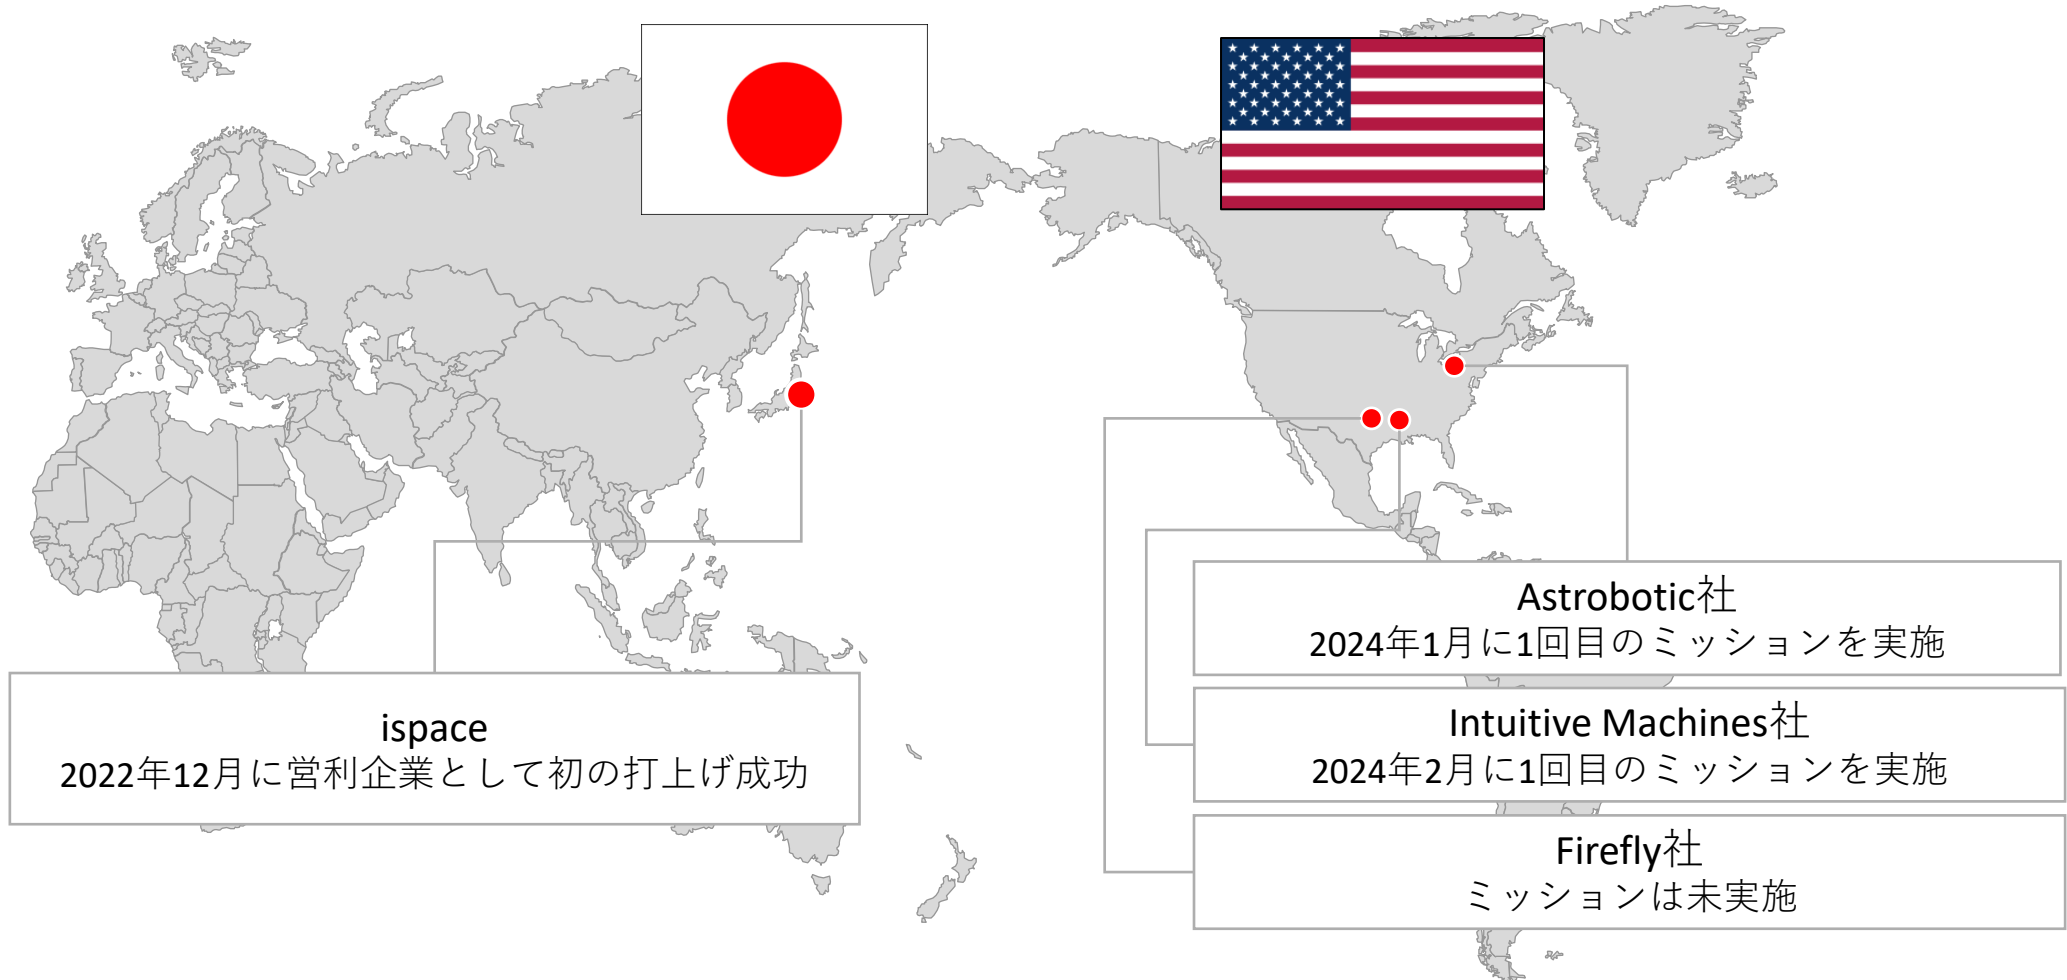 ispace
2022年12月に営利企業として初の打上げ成功
Astrobotic社
2024年1月に1回目のミッションを実施
Intuitive Machines社
2024年2月に1回目のミッションを実施
Firefly社
ミッションは未実施